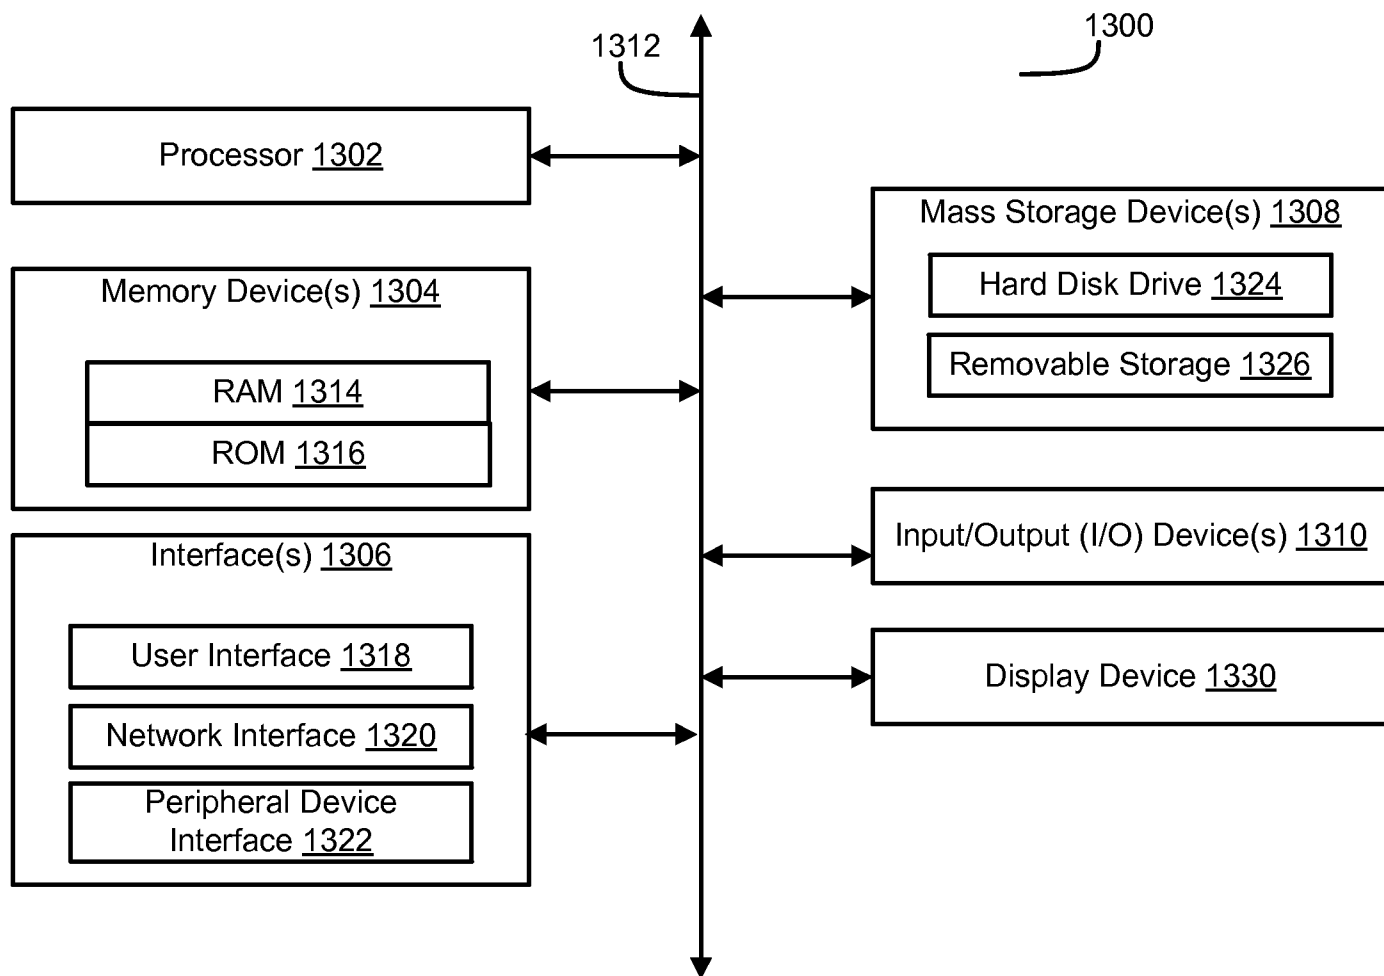 1312
1300
Processor 1302
Memory Device(s) 1304
RAM 1314
ROM 1316
Interface(s) 1306
User Interface 1318
Network Interface 1320
Peripheral Device
Interface 1322
Mass Storage Device(s) 1308
Hard Disk Drive 1324
Removable Storage 1326
Input/Output (I/O) Device(s) 1310
Display Device 1330